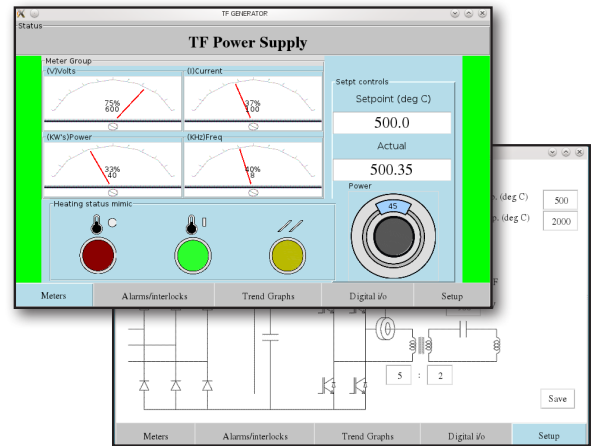 TF GENERATOR
Status
TF Power Supply
Meter Group
(V)Volts
75%
600
(I)Current
37%
100
(KW's)Power
33%
40
(KHz)Freq
40%
8
Setpt controls
Setpoint (deg C)
500.0
Actual
500.35
Power
45
Heating status mimic
C
I
Meters Alarms/interlocks Trend Graphs Digital i/o Setup
(deg C) 500
p. (deg C) 2000
5 : 2
Save
Meters Alarms/interlocks Trend Graphs Digital i/o Setup